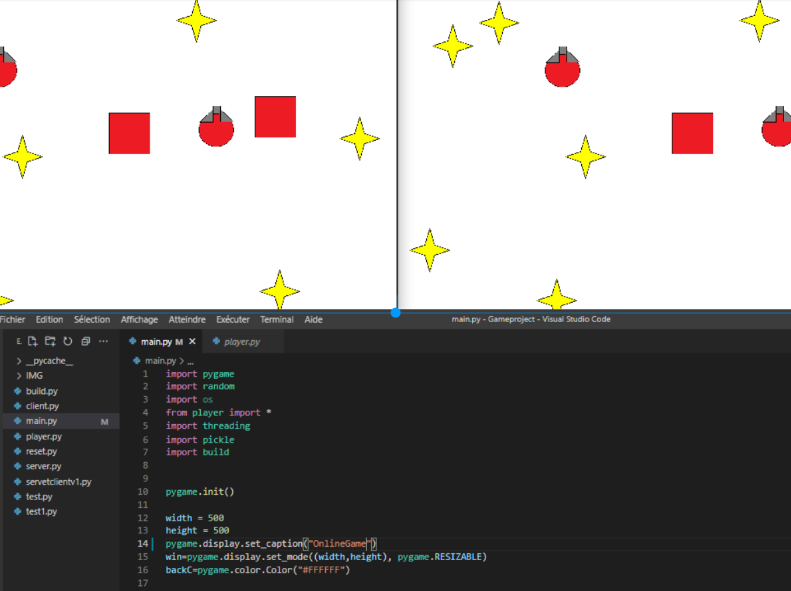 Fichier Edition Sélection Affichage Atteindre Exécuter Terminal Aide main.py - Gameproject - Visual Studio Code
E. ...
main.py M ✕ player.py
main.py > ...
> __pycache__
> IMG
build.py
client.py
main.py M
player.py
reset.py
server.py
servetclientv1.py
test.py
test1.py
1 import pygame
2 import random
3 import os
4 from player import *
5 import threading
6 import pickle
7 import build
8
9
10 pygame.init()
11
12 width = 500
13 height = 500
14 pygame.display.set_caption("OnlineGame")
15 win=pygame.display.set_mode((width,height), pygame.RESIZABLE)
16 backC=pygame.color.Color("#FFFFFF")
17